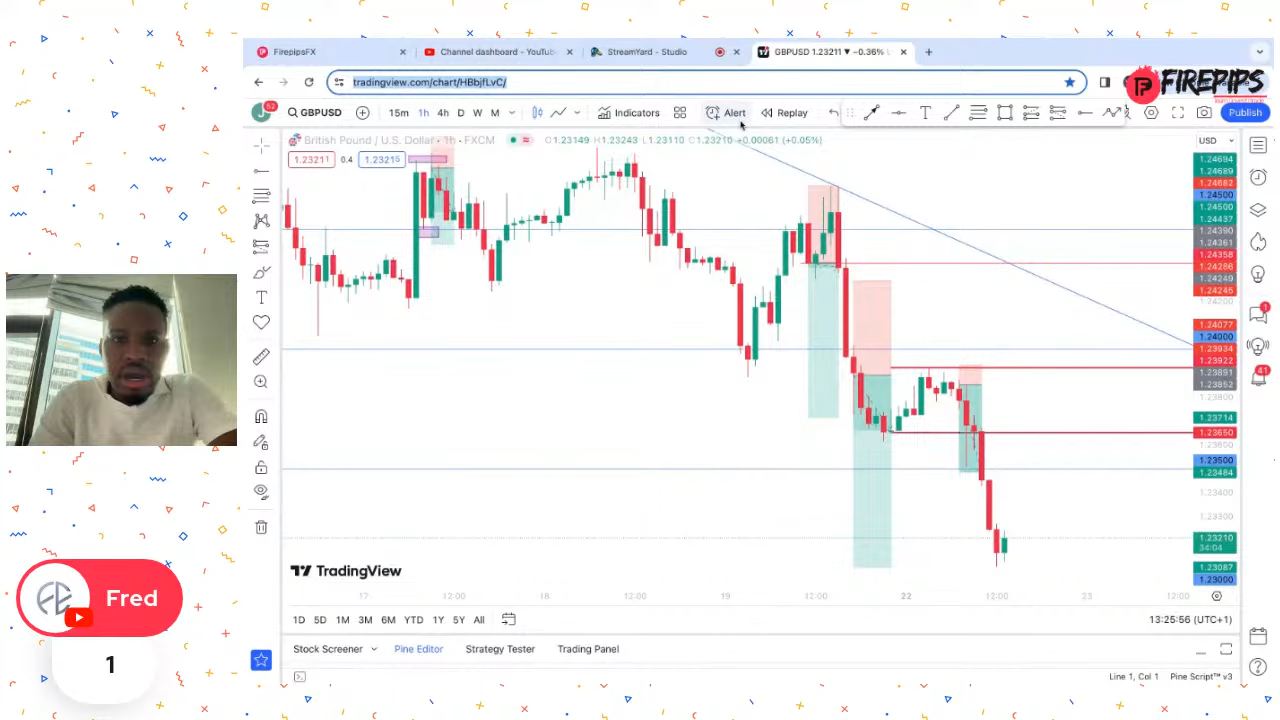 FirepipsFX
Channel dashboard - YouTub
StreamYard - Studio
GBPUSD 1.23211 ▼ −0.36%
tradingview.com/chart/HBbjfLvC/
FIREPIPS
52
GBPUSD
15m 1h 4h D W M
Indicators
Alert
Replay
Publish
British Pound / U.S. Dollar · 1h · FXCM
O1.23149 H1.23243 L1.23110 C1.23210 +0.00061 (+0.05%)
USD
1.23211 0.4 1.23215
1.24694
1.24689
1.24682
1.24500
1.24500
1.24437
1.24390
1.24361
1.24358
1.24286
1.24249
1.24245
1.24200
1.24077
1.24000
1.23934
1.23922
1.23891
1.23852
1.23800
1.23714
1.23650
1.23600
1.23500
1.23484
1.23400
1.23300
1.23210
34:04
1.23087
1.23000
1
41
TradingView
17 12:00 18 12:00 19 12:00 22 12:00 23 12:00
1D 5D 1M 3M 6M YTD 1Y 5Y All
13:25:56 (UTC+1)
Stock Screener Pine Editor Strategy Tester Trading Panel
Line 1, Col 1 Pine Script™ v3
Fred
1